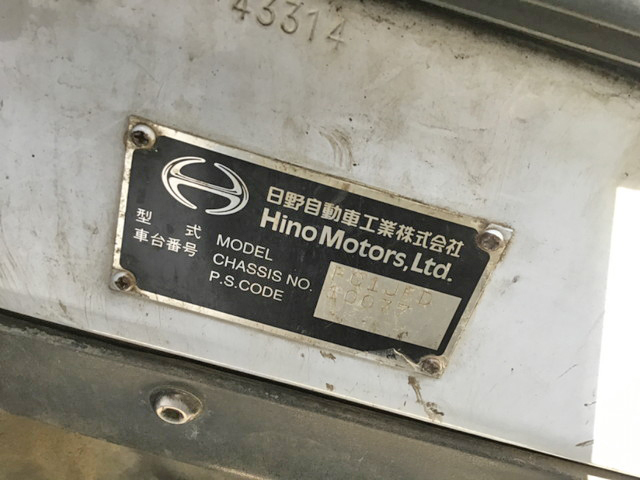 43314
日野自動車工業株式会社
Hino Motors, Ltd.
型式 MODEL
車台番号 CHASSIS NO.
P.S.CODE